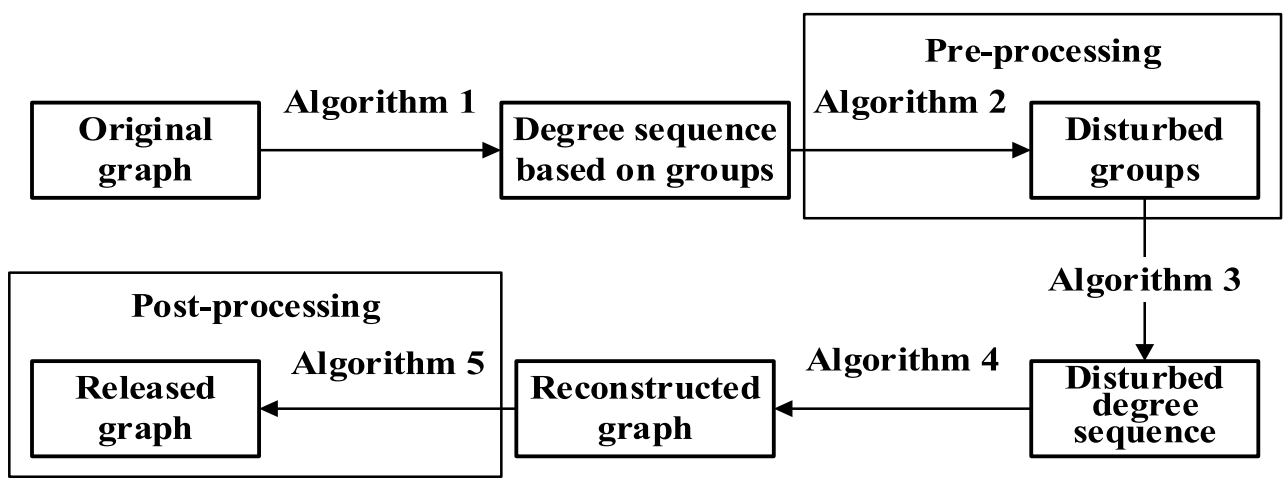 Pre-processing
Algorithm 1
Algorithm 2
Original
graph
Degree sequence
based on groups
Disturbed
groups
Algorithm 3
Post-processing
Algorithm 5
Algorithm 4
Released
graph
Reconstructed
graph
Disturbed
degree
sequence